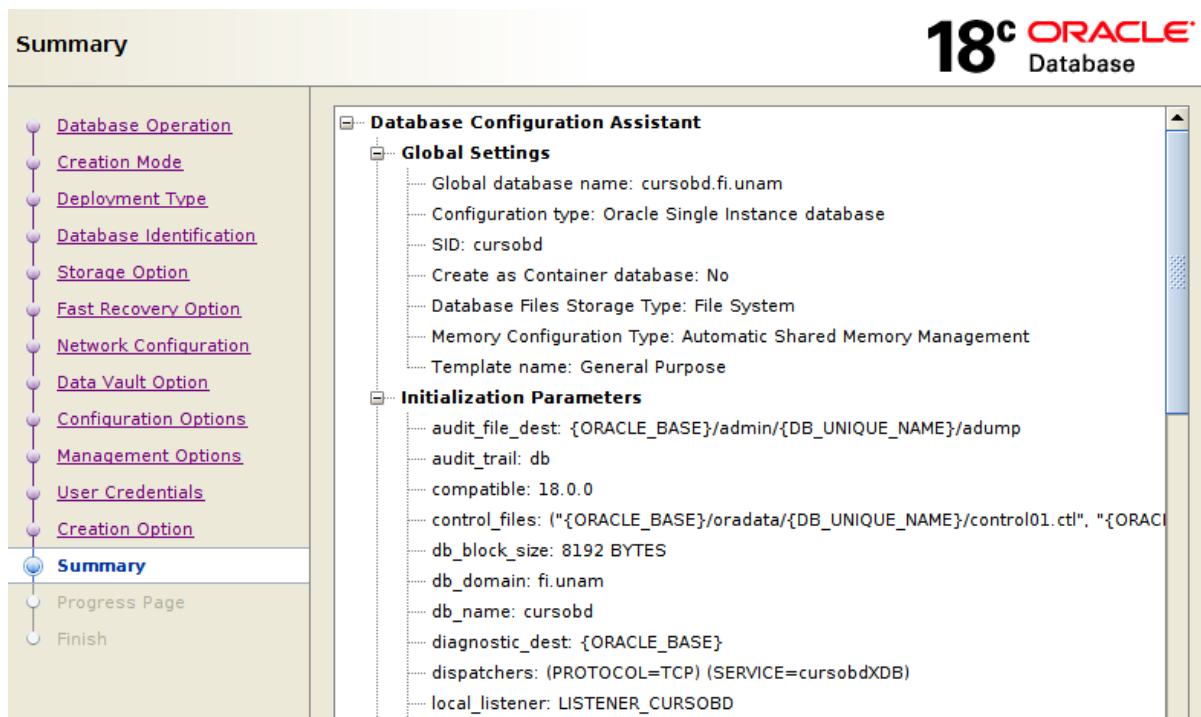 Summary
18c ORACLE
Database
Database Operation
Creation Mode
Deployment Type
Database Identification
Storage Option
Fast Recovery Option
Network Configuration
Data Vault Option
Configuration Options
Management Options
User Credentials
Creation Option
Summary
Progress Page
Finish
Database Configuration Assistant
Global Settings
Global database name: cursobd.fi.unam
Configuration type: Oracle Single Instance database
SID: cursobd
Create as Container database: No
Database Files Storage Type: File System
Memory Configuration Type: Automatic Shared Memory Management
Template name: General Purpose
Initialization Parameters
audit_file_dest: {ORACLE_BASE}/admin/{DB_UNIQUE_NAME}/adump
audit_trail: db
compatible: 18.0.0
control_files: ("{ORACLE_BASE}/oradata/{DB_UNIQUE_NAME}/control01.ctl", "{ORACL
db_block_size: 8192 BYTES
db_domain: fi.unam
db_name: cursobd
diagnostic_dest: {ORACLE_BASE}
dispatchers: (PROTOCOL=TCP) (SERVICE=cursobdXDB)
local_listener: LISTENER_CURSOBD